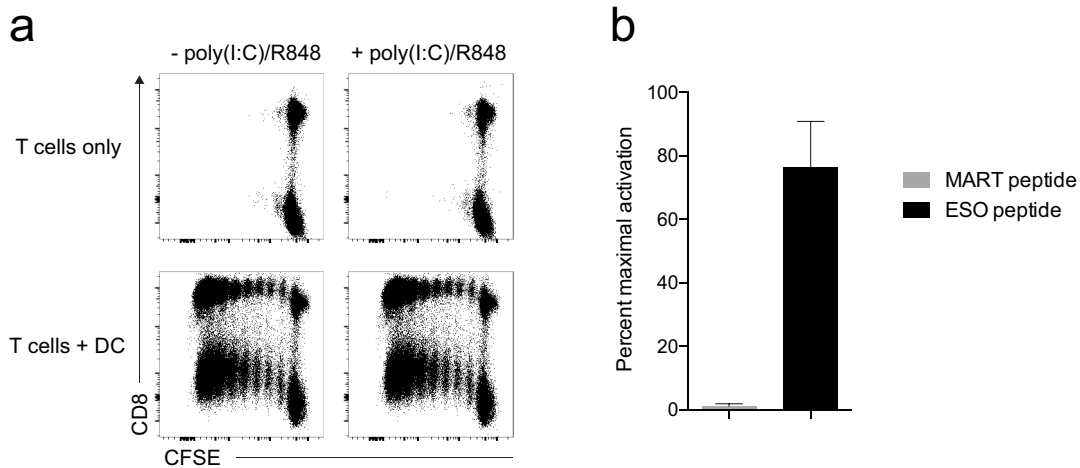 a
- poly(I:C)/R848
+ poly(I:C)/R848
T cells only
T cells + DC
CD8
CFSE
b
Percent maximal activation
100
80
60
40
20
0
MART peptide
ESO peptide